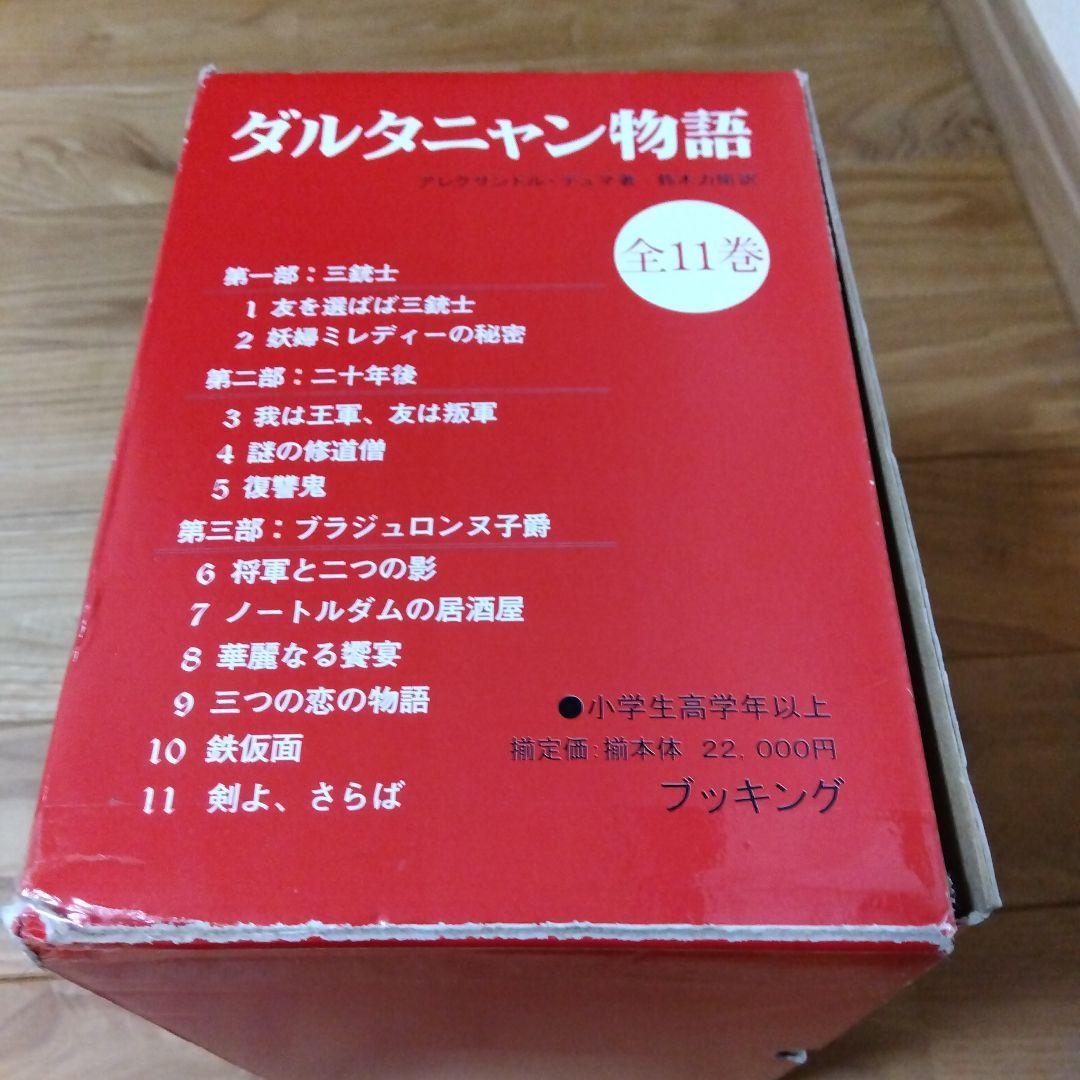 ダルタニャン物語
アレクサンドル・デュマ著 鈴木力衛訳
全11巻
第一部：三銃士
1 友を選ばば三銃士
2 妖婦ミレディーの秘密
第二部：二十年後
3 我は王軍、友は叛軍
4 謎の修道僧
5 復讐鬼
第三部：ブラジュロンヌ子爵
6 将軍と二つの影
7 ノートルダムの居酒屋
8 華麗なる饗宴
9 三つの恋の物語
10 鉄仮面
11 剣よ、さらば
●小学生高学年以上
揃定価：揃本体 22,000円
ブッキング